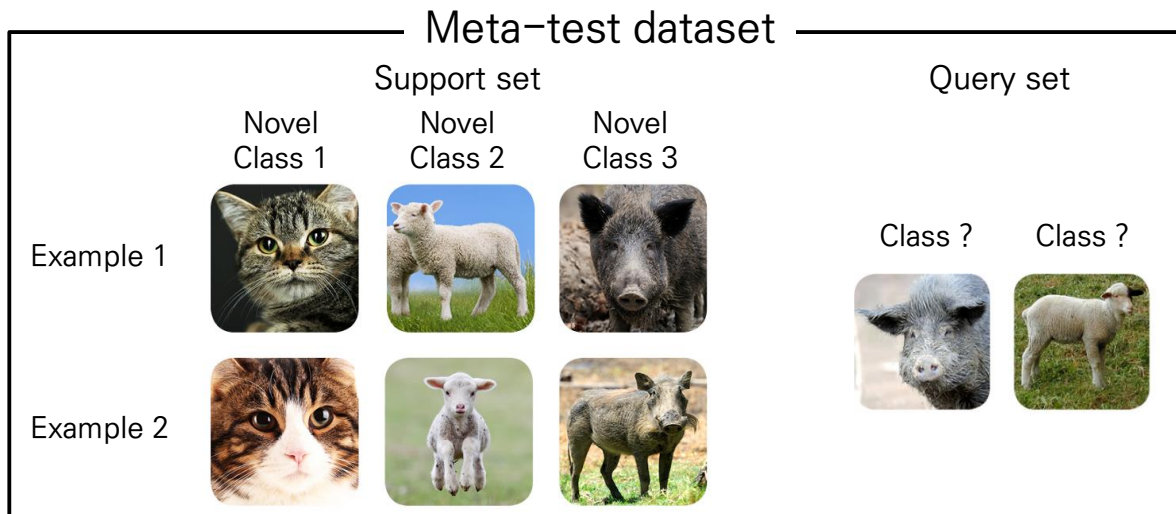 Meta-test dataset
Support set
Query set
Novel
Class 1
Novel
Class 2
Novel
Class 3
Example 1
Class ?
Class ?
Example 2